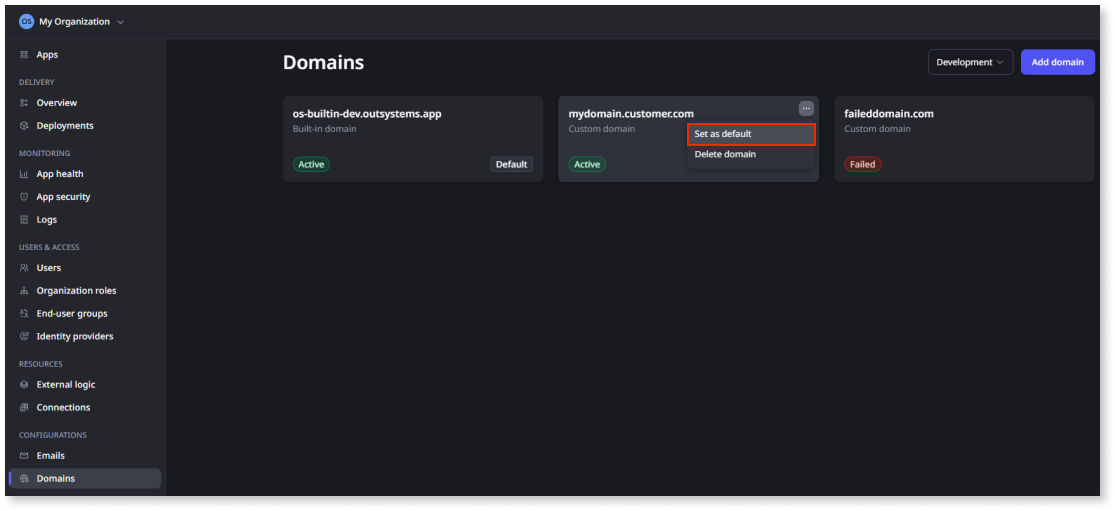 OS My Organization
Apps
DELIVERY
Overview
Deployments
MONITORING
App health
App security
Logs
USERS & ACCESS
Users
Organization roles
End-user groups
Identity providers
RESOURCES
External logic
Connections
CONFIGURATIONS
Emails
Domains
Domains
Development
Add domain
os-builtin-dev.outsystems.app
Built-in domain
Active
Default
mydomain.customer.com
Custom domain
Active
Set as default
Delete domain
faileddomain.com
Custom domain
Failed